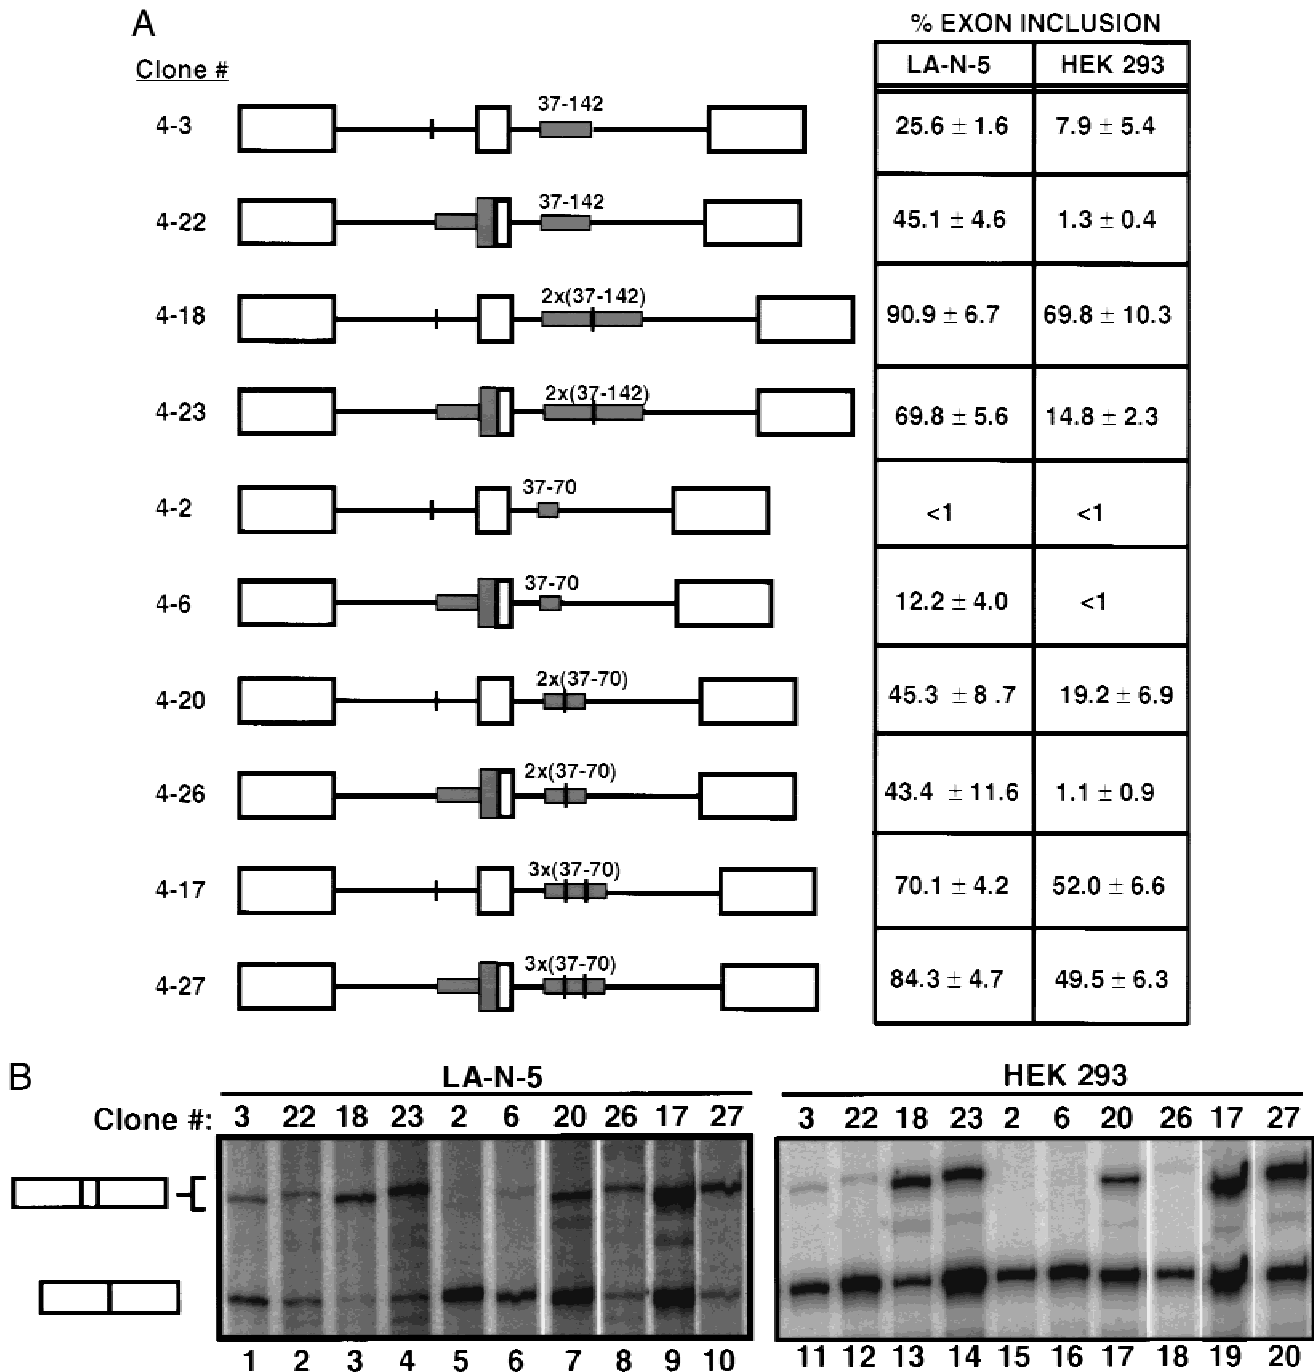 A
% EXON INCLUSION
Clone #
LA-N-5 HEK 293
4-3 37-142 25.6 ± 1.6 7.9 ± 5.4
4-22 37-142 45.1 ± 4.6 1.3 ± 0.4
4-18 2x(37-142) 90.9 ± 6.7 69.8 ± 10.3
4-23 2x(37-142) 69.8 ± 5.6 14.8 ± 2.3
4-2 37-70 <1 <1
4-6 37-70 12.2 ± 4.0 <1
4-20 2x(37-70) 45.3 ± 8 .7 19.2 ± 6.9
4-26 2x(37-70) 43.4 ± 11.6 1.1 ± 0.9
4-17 3x(37-70) 70.1 ± 4.2 52.0 ± 6.6
4-27 3x(37-70) 84.3 ± 4.7 49.5 ± 6.3
B
LA-N-5 HEK 293
Clone #: 3 22 18 23 2 6 20 26 17 27 3 22 18 23 2 6 20 26 17 27
1 2 3 4 5 6 7 8 9 10 11 12 13 14 15 16 17 18 19 20